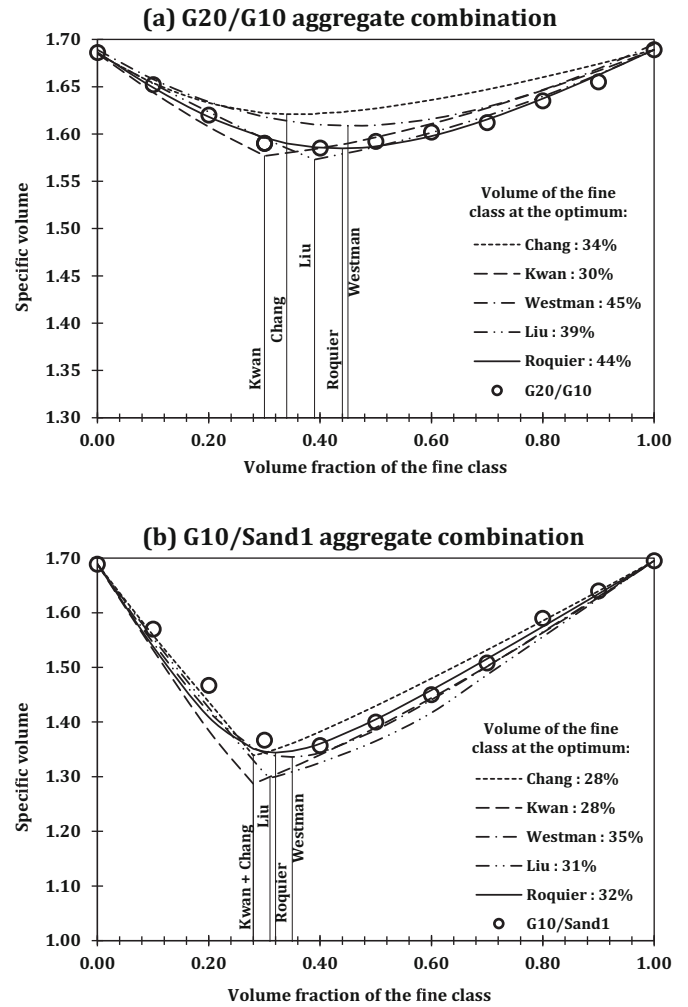 (a) G20/G10 aggregate combination
1.70
1.65
1.60
1.55
1.50
1.45
1.40
1.35
1.30
Specific volume
Volume of the fine
class at the optimum:
Chang : 34%
Kwan : 30%
Westman : 45%
Liu : 39%
Roquier : 44%
G20/G10
Kwan
Chang
Liu
Roquier
Westman
0.00 0.20 0.40 0.60 0.80 1.00
Volume fraction of the fine class
(b) G10/Sand1 aggregate combination
1.70
1.60
1.50
1.40
1.30
1.20
1.10
1.00
Specific volume
Volume of the fine
class at the optimum:
Chang : 28%
Kwan : 28%
Westman : 35%
Liu : 31%
Roquier : 32%
G10/Sand1
Kwan + Chang
Liu
Roquier
Westman
0.00 0.20 0.40 0.60 0.80 1.00
Volume fraction of the fine class